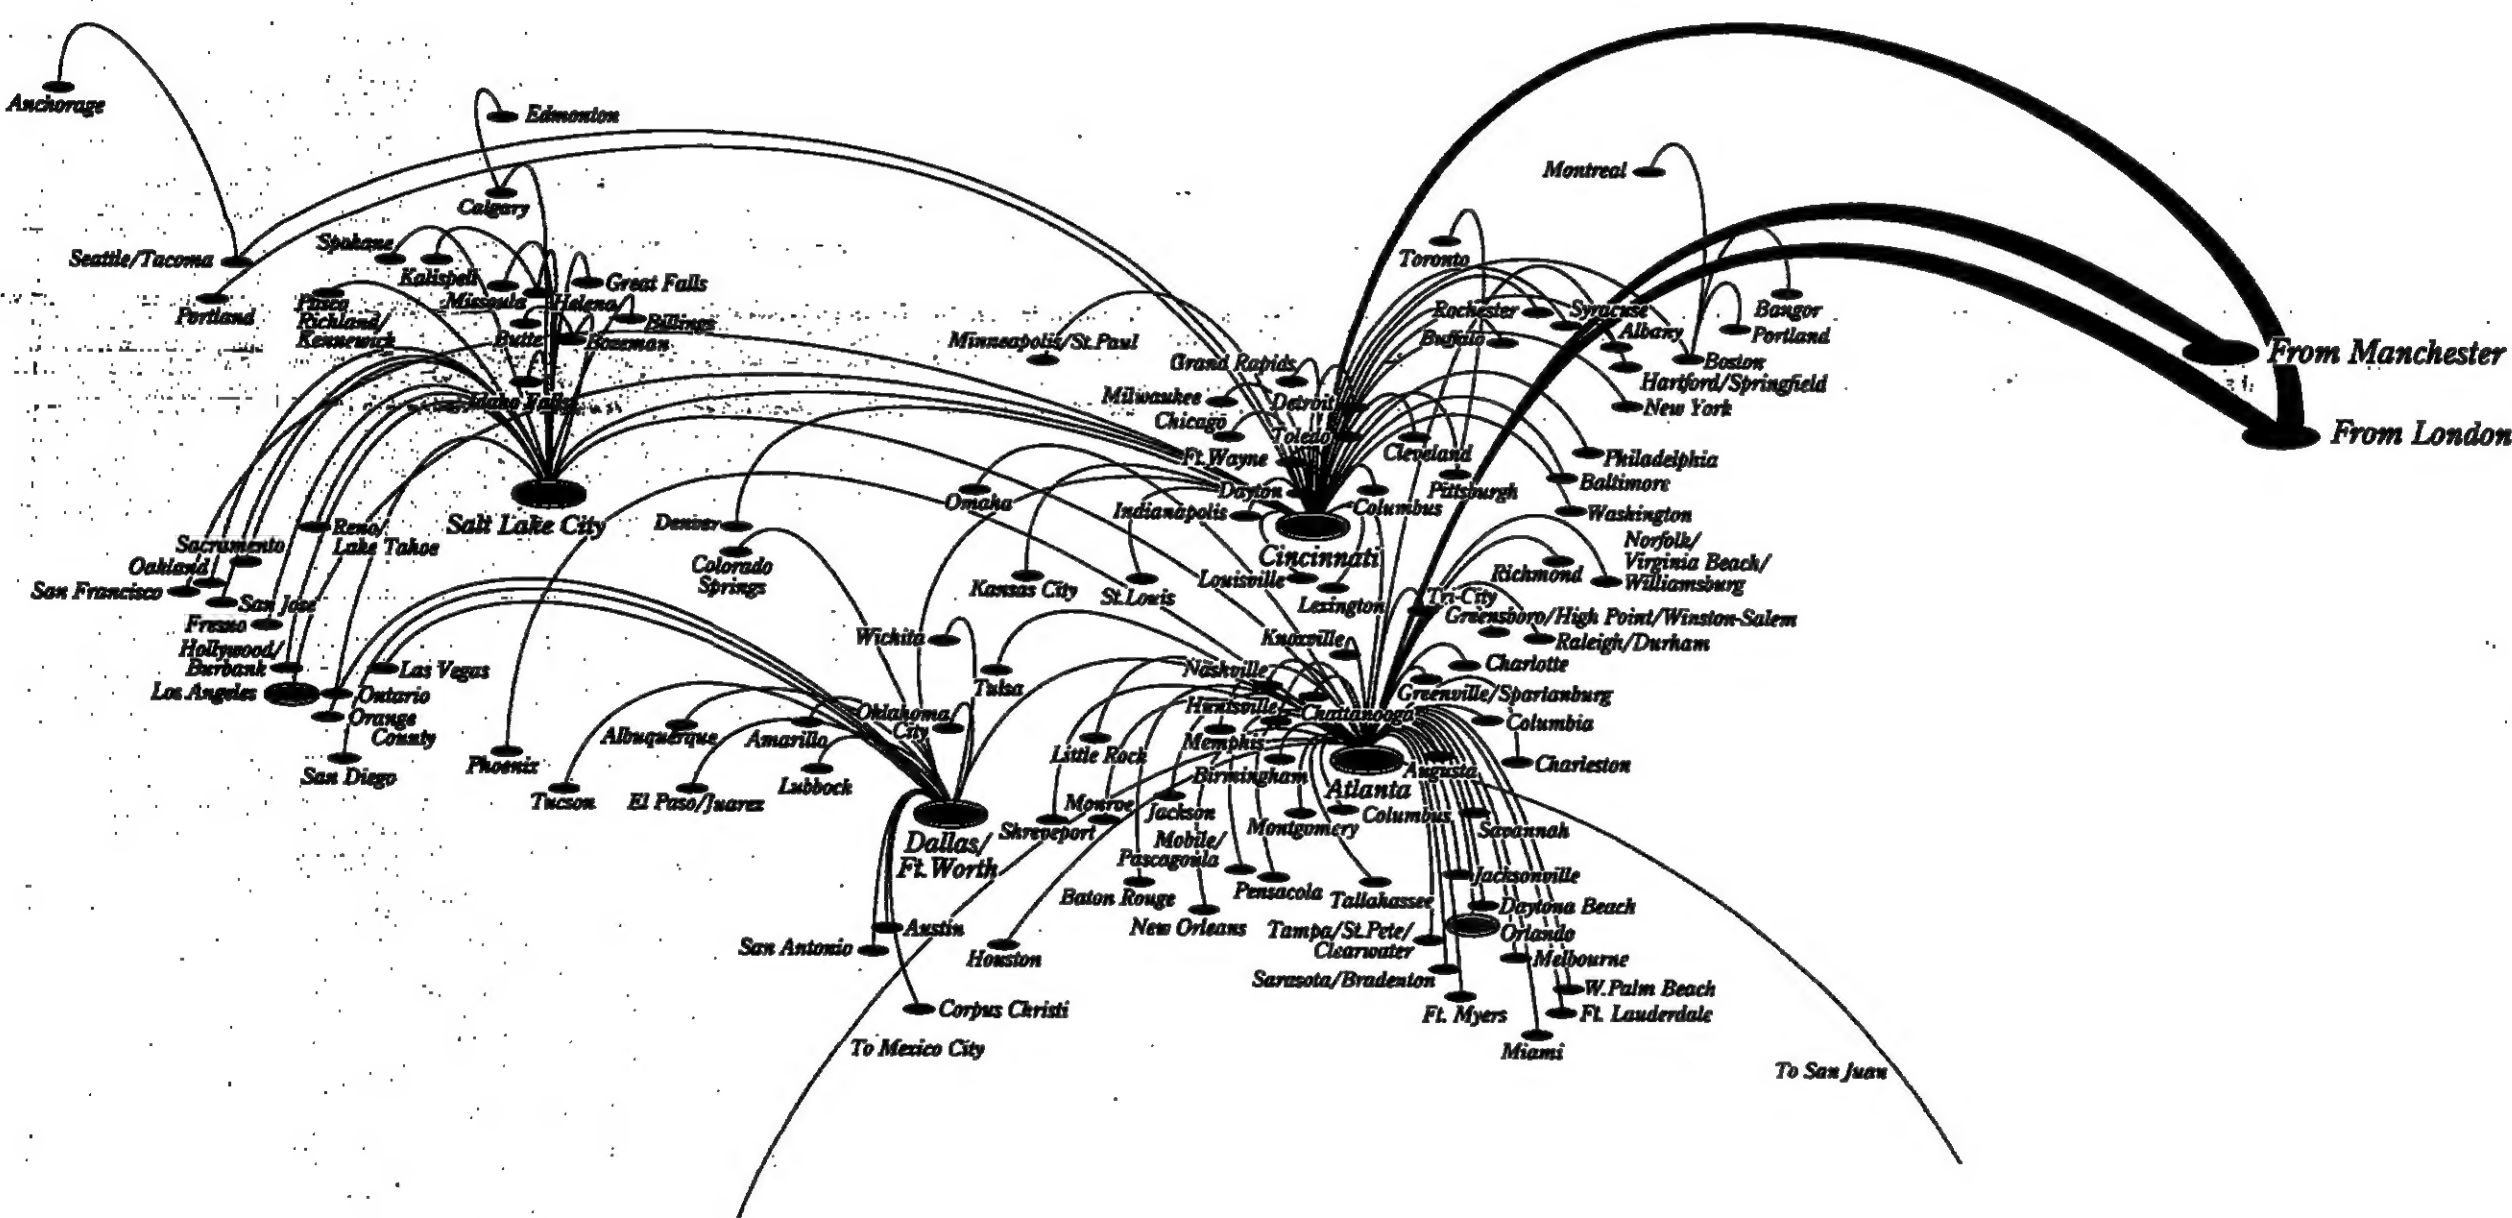 Anchorage
Edmonton
Montreal
Calgary
Toronto
Spokane
Seattle/Tacoma
Kalispell
Great Falls
Missoula
Helena
Pasco
Richland/
Kennewick
Portland
Billings
Butte
Bozeman
Minneapolis/St.Paul
Rochester
Syracuse
Bangor
Albany
Portland
Buffalo
Boston
From Manchester
Grand Rapids
Hartford/Springfield
Milwaukee
Detroit
New York
Idaho Falls
Chicago
Toledo
From London
Ft.Wayne
Cleveland
Philadelphia
Baltimore
Dayton
Pittsburgh
Omaha
Indianapolis
Columbus
Washington
Salt Lake City
Denver
Reno/
Lake Tahoe
Sacramento
Oakland
San Francisco
San Jose
Fresno
Colorado
Springs
Cincinnati
Kansas City
St.Louis
Louisville
Lexington
Richmond
Norfolk/
Virginia Beach/
Williamsburg
Tri-City
Greensboro/High Point/Winston-Salem
Raleigh/Durham
Wichita
Knoxville
Hollywood/
Burbank
Las Vegas
Los Angeles
Ontario
Orange
County
San Diego
Tulsa
Nashville
Charlotte
Greenville/Spartanburg
Oklahoma
City
Huntsville
Chattanooga
Columbia
Albuquerque
Amarillo
Little Rock
Memphis
Phoenix
Birmingham
Augusta
Charleston
Tucson
El Paso/Juarez
Lubbock
Atlanta
Monroe
Jackson
Columbus
Shreveport
Montgomery
Savannah
Dallas/
Ft.Worth
Mobile/
Pascagoula
Baton Rouge
Pensacola
Tallahassee
Jacksonville
Daytona Beach
New Orleans
Tampa/St.Pete/
Clearwater
Orlando
Austin
San Antonio
Houston
Melbourne
Sarasota/Bradenton
W.Palm Beach
Corpus Christi
Ft. Myers
Ft. Lauderdale
To Mexico City
Miami
To San Juan